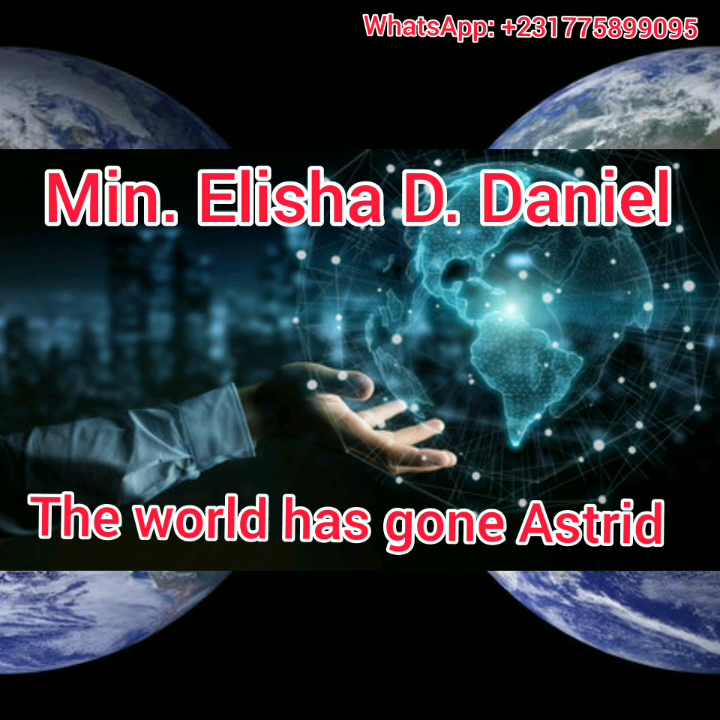 WhatsApp: +231775899095
Min. Elisha D. Daniel
The world has gone Astrid